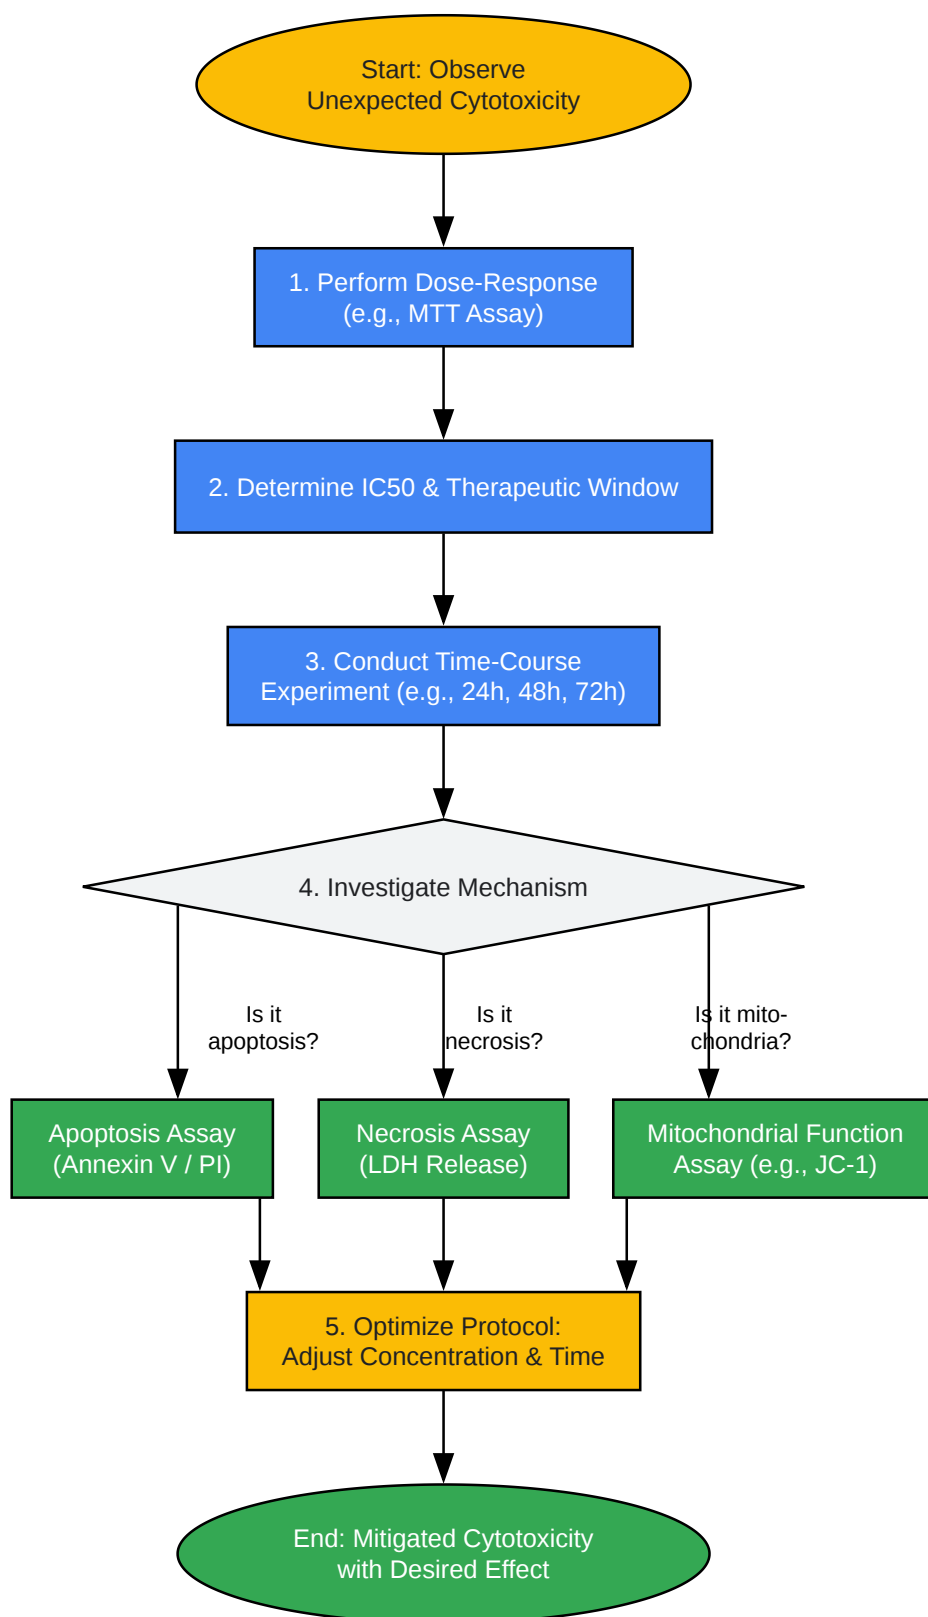 Start: Observe
Unexpected Cytotoxicity
1. Perform Dose-Response
(e.g., MTT Assay)
2. Determine IC50 & Therapeutic Window
3. Conduct Time-Course
Experiment (e.g., 24h, 48h, 72h)
4. Investigate Mechanism
Is it
apoptosis?
Is it
necrosis?
Is it mito-
chondria?
Apoptosis Assay
(Annexin V / PI)
Necrosis Assay
(LDH Release)
Mitochondrial Function
Assay (e.g., JC-1)
5. Optimize Protocol:
Adjust Concentration & Time
End: Mitigated Cytotoxicity
with Desired Effect